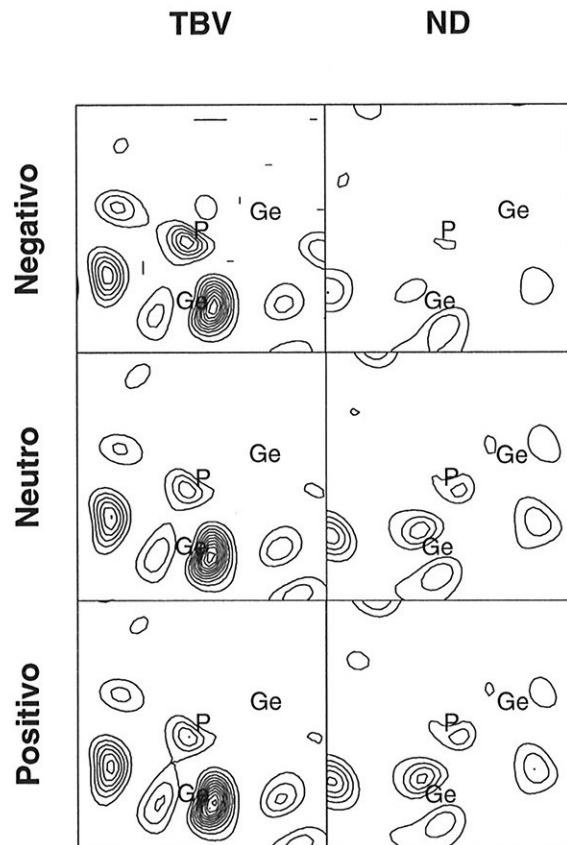 TBV ND
Negativo
Ge Ge
P P
Ge Ge
Neutro
Ge Ge
P P
Ge Ge
Positivo
Ge Ge
P P
Ge Ge